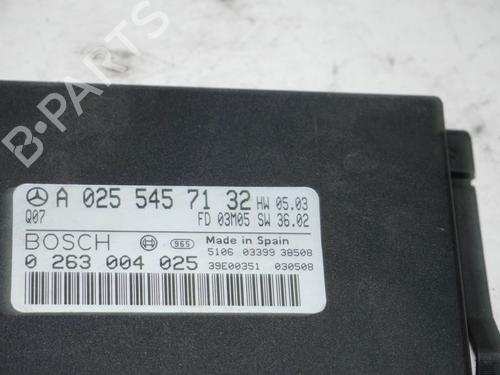 B-PARTS
A 025 545 71 32 HW 05.03
Q07 FD 03M05 SW 36.02
BOSCH 965 Made in Spain
5106 03399 38508
0 263 004 025 39E00351 030508